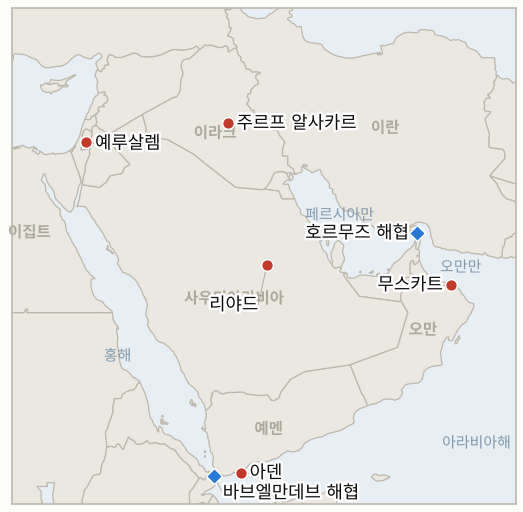 주르프 알사카르
이라크
이란
예루살렘
페르시아만
이집트
호르무즈 해협
오만만
무스카트
사우디아라비아
리야드
오만
홍해
예멘
아라비아해
아덴
바브엘만데브 해협